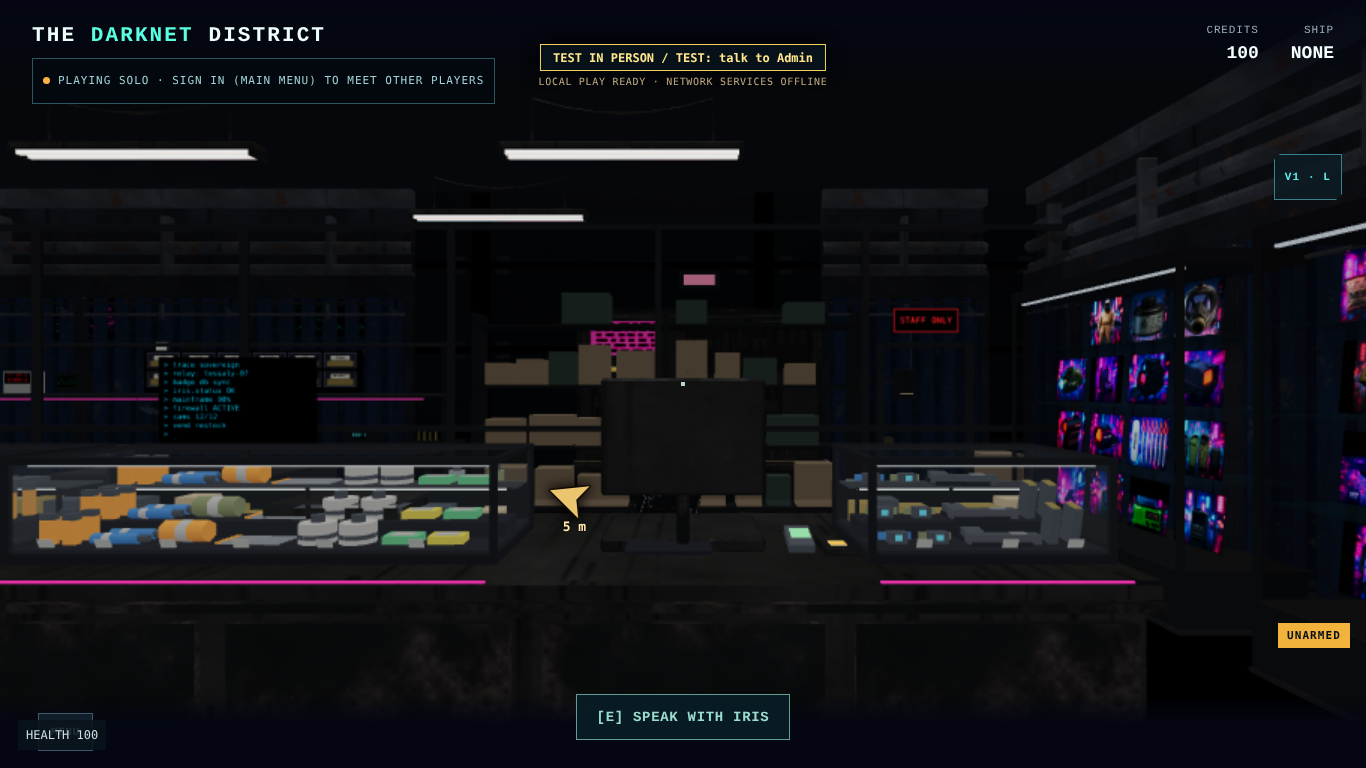 THE DARKNET DISTRICT
PLAYING SOLO · SIGN IN (MAIN MENU) TO MEET OTHER PLAYERS
TEST IN PERSON / TEST: talk to Admin
LOCAL PLAY READY · NETWORK SERVICES OFFLINE
CREDITS
100
SHIP
NONE
V1 · L
STAFF ONLY
> trace sovereign
> relay: tessaly-07
> badge db sync
> iris.status OK
> mainframe 98%
> firewall ACTIVE
> cams 12/12
> vend restock
>
5 m
UNARMED
[E] SPEAK WITH IRIS
HEALTH 100